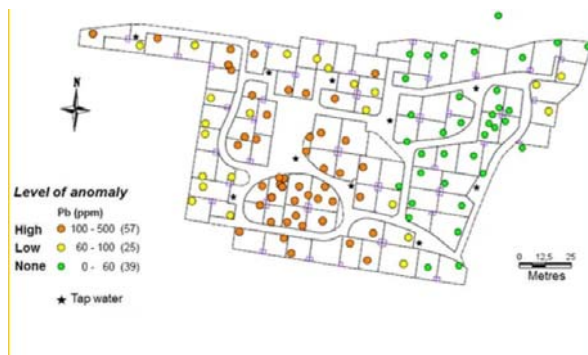 N
Level of anomaly
Pb (ppm)
High 100 - 500 (57)
Low 60 - 100 (25)
None 0 - 60 (39)
★ Tap water
0 12,5 25
Metres